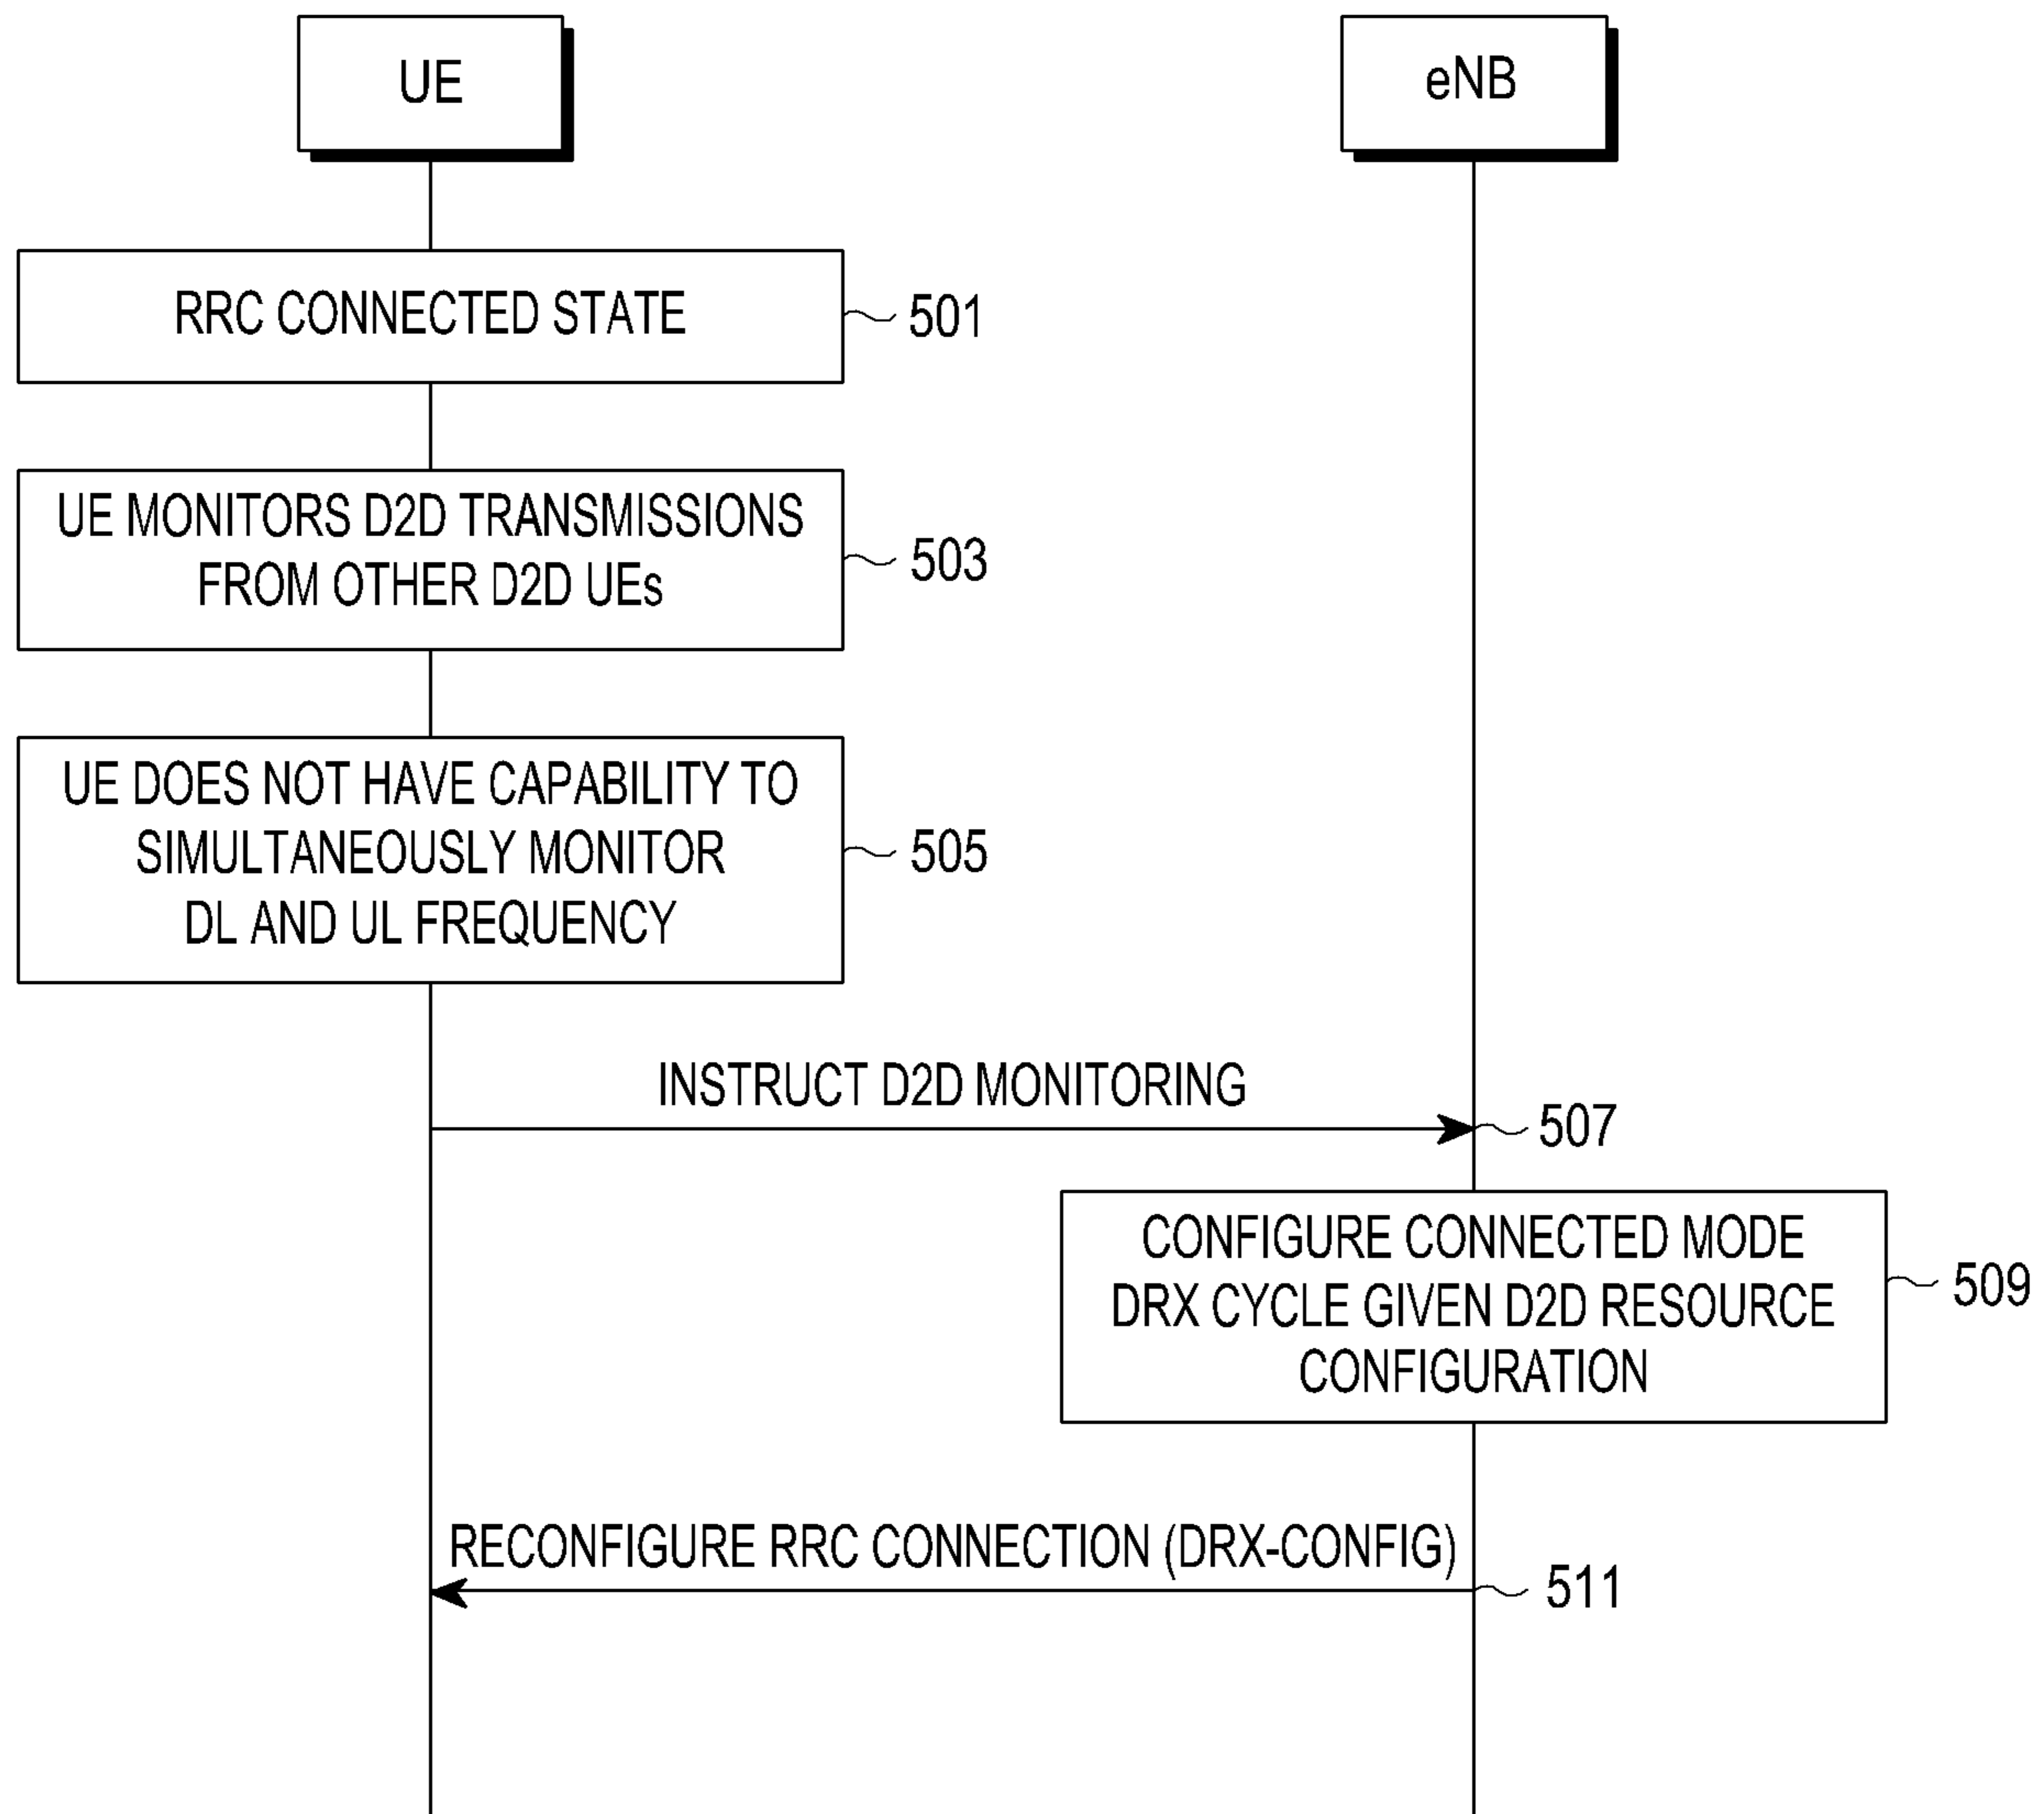 UE
eNB
RRC CONNECTED STATE
501
UE MONITORS D2D TRANSMISSIONS
FROM OTHER D2D UEs
503
UE DOES NOT HAVE CAPABILITY TO
SIMULTANEOUSLY MONITOR
DL AND UL FREQUENCY
505
INSTRUCT D2D MONITORING
507
CONFIGURE CONNECTED MODE
DRX CYCLE GIVEN D2D RESOURCE
CONFIGURATION
509
RECONFIGURE RRC CONNECTION (DRX-CONFIG)
511